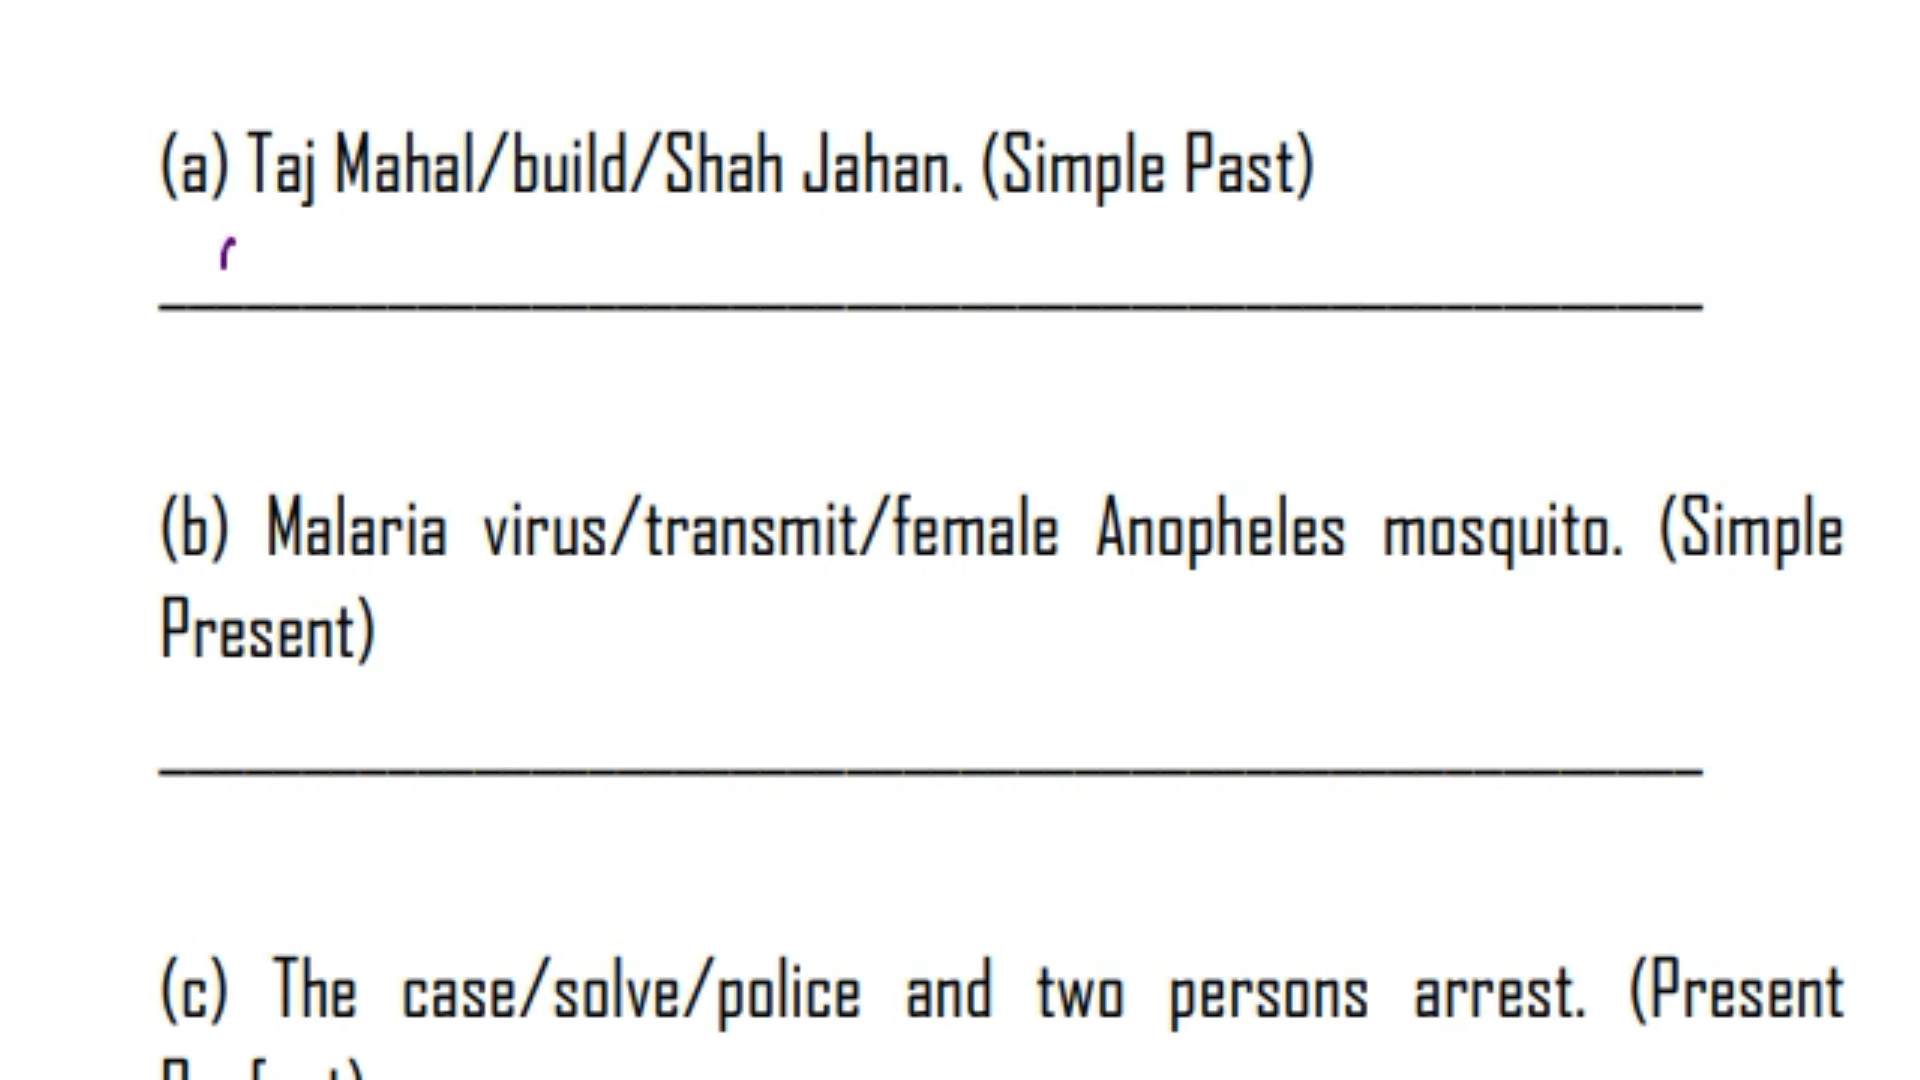 (a) Taj Mahal/build/Shah Jahan. (Simple Past)
(b) Malaria virus/transmit/female Anopheles mosquito. (Simple
Present)
(c) The case/solve/police and two persons arrest. (Present